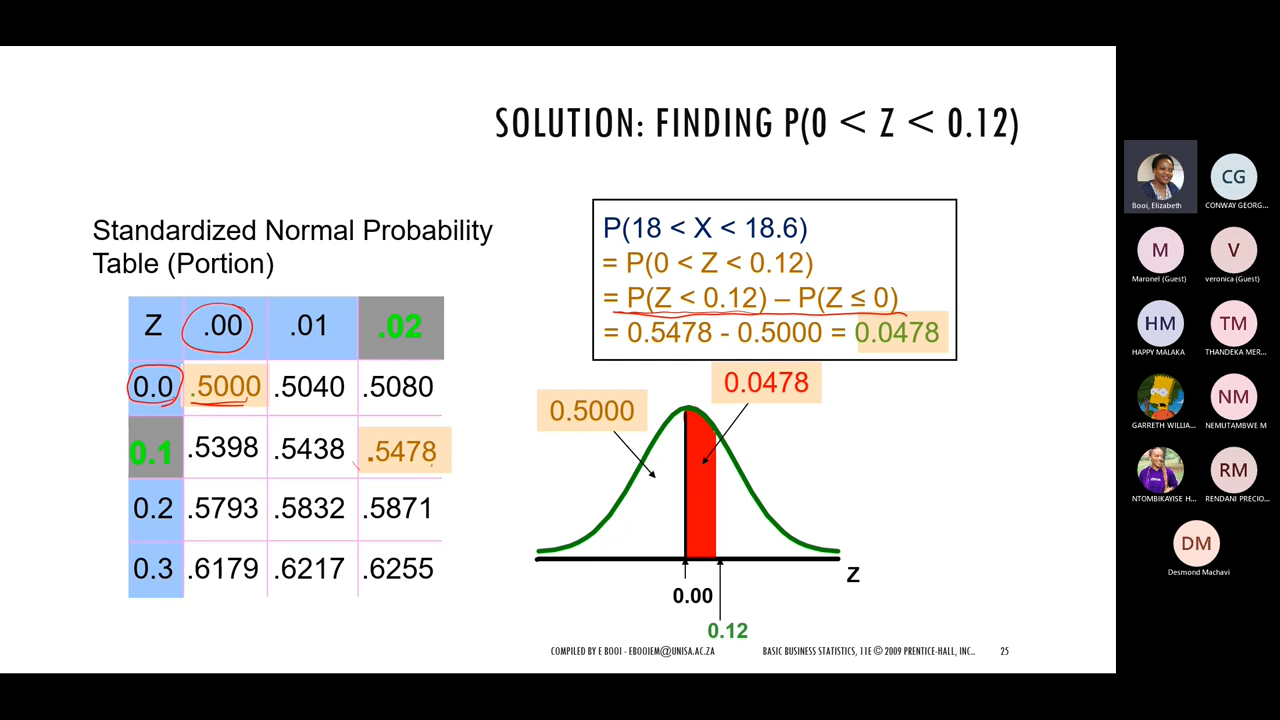 SOLUTION: FINDING P(0 < Z < 0.12)
Standardized Normal Probability
Table (Portion)
Z .00 .01 .02
0.0 .5000 .5040 .5080
0.1 .5398 .5438 .5478
0.2 .5793 .5832 .5871
0.3 .6179 .6217 .6255
P(18 < X < 18.6)
= P(0 < Z < 0.12)
= P(Z < 0.12) – P(Z ≤ 0)
= 0.5478 - 0.5000 = 0.0478
0.0478
0.5000
Z
0.00
0.12
COMPILED BY E BOOI - EBOOIEM@UNISA.AC.ZA
BASIC BUSINESS STATISTICS, 11E © 2009 PRENTICE-HALL, INC..
25
Booi, Elizabeth
CG
CONWAY GEORG...
M
Maronel (Guest)
V
veronica (Guest)
HM
HAPPY MALAKA
TM
THANDEKA MER...
GARRETH WILLIA...
NM
NEMUTAMBWE M
NTOMBIKAYISE H...
RM
RENDANI PRECIO...
DM
Desmond Machavi